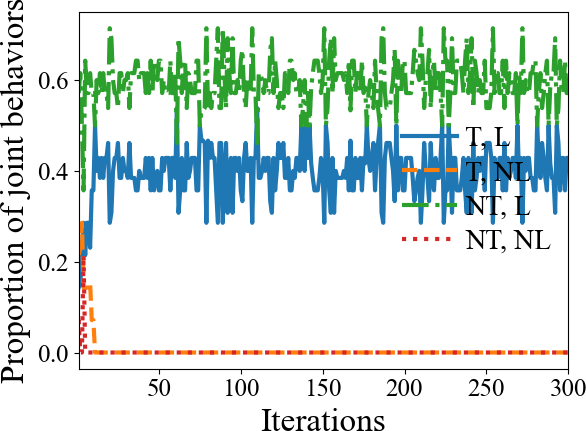 Proportion of joint behaviors
0.6
0.4
0.2
0.0
T, L
T, NL
NT, L
NT, NL
50
100
150
200
250
300
Iterations